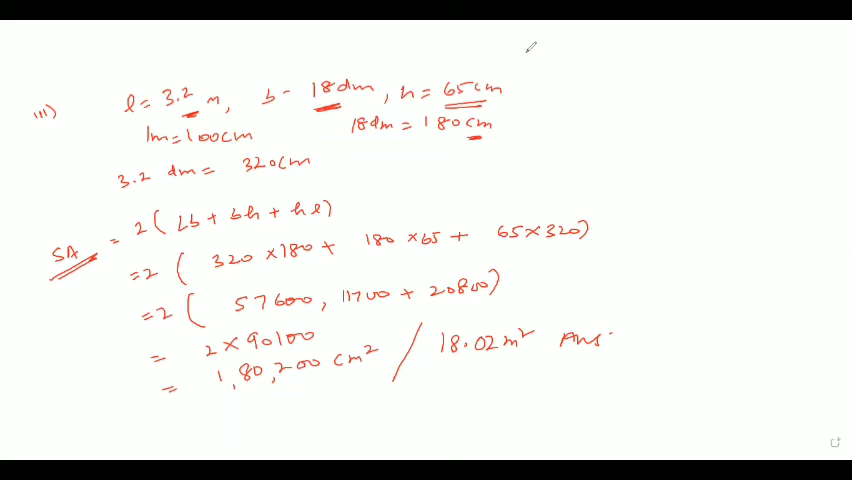 iii) l = 3.2 m, b - 18dm, h = 65cm
1m = 100cm 18dm = 180cm
3.2 dm = 320cm
SA = 2 ( Lb + bh + hl )
= 2 ( 320 × 180 + 180 × 65 + 65 × 320 )
= 2 ( 57600, 11700 + 20800 )
= 2 × 90100
= 1,80,200 cm² / 18.02 m² Ans.